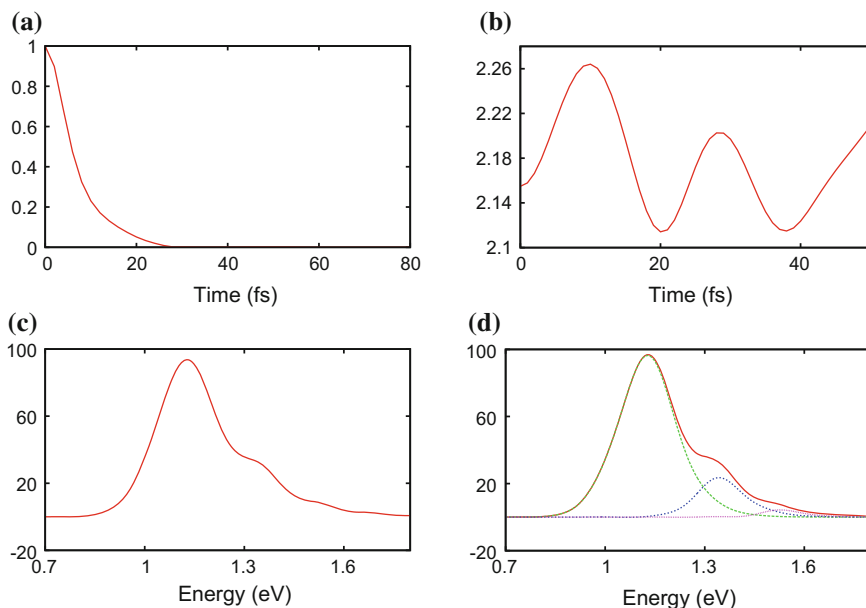 (a)
1
0.8
0.6
0.4
0.2
0
0 20 40 60 80
Time (fs)
(b)
2.26
2.22
2.18
2.14
2.1
0 20 40
Time (fs)
(c)
100
60
20
-20
0.7 1 1.3 1.6
Energy (eV)
(d)
100
60
20
-20
0.7 1 1.3 1.6
Energy (eV)